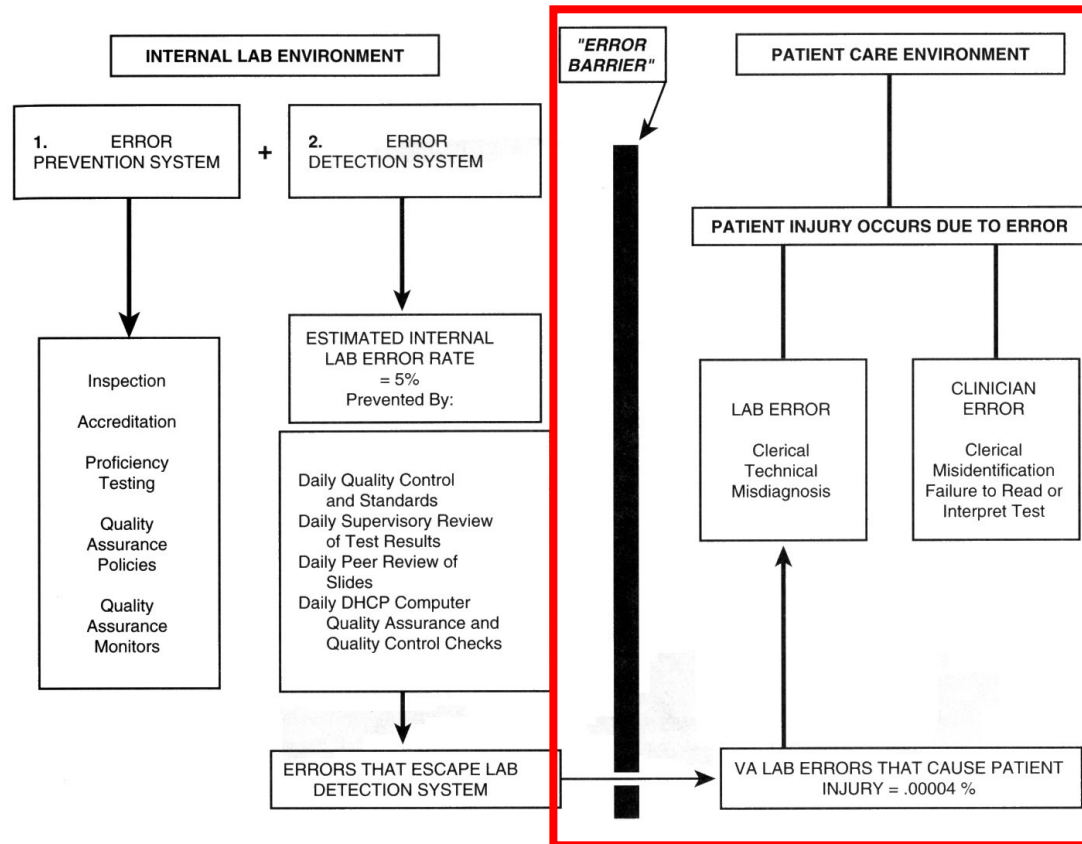 INTERNAL LAB ENVIRONMENT
1. ERROR
PREVENTION SYSTEM
+
2. ERROR
DETECTION SYSTEM
Inspection
Accreditation
Proficiency
Testing
Quality
Assurance
Policies
Quality
Assurance
Monitors
ESTIMATED INTERNAL
LAB ERROR RATE
= 5%
Prevented By:
Daily Quality Control
and Standards
Daily Supervisory Review
of Test Results
Daily Peer Review of
Slides
Daily DHCP Computer
Quality Assurance and
Quality Control Checks
ERRORS THAT ESCAPE LAB
DETECTION SYSTEM
"ERROR
BARRIER"
PATIENT CARE ENVIRONMENT
PATIENT INJURY OCCURS DUE TO ERROR
LAB ERROR
Clerical
Technical
Misdiagnosis
CLINICIAN
ERROR
Clerical
Misidentification
Failure to Read or
Interpret Test
VA LAB ERRORS THAT CAUSE PATIENT
INJURY = .00004 %